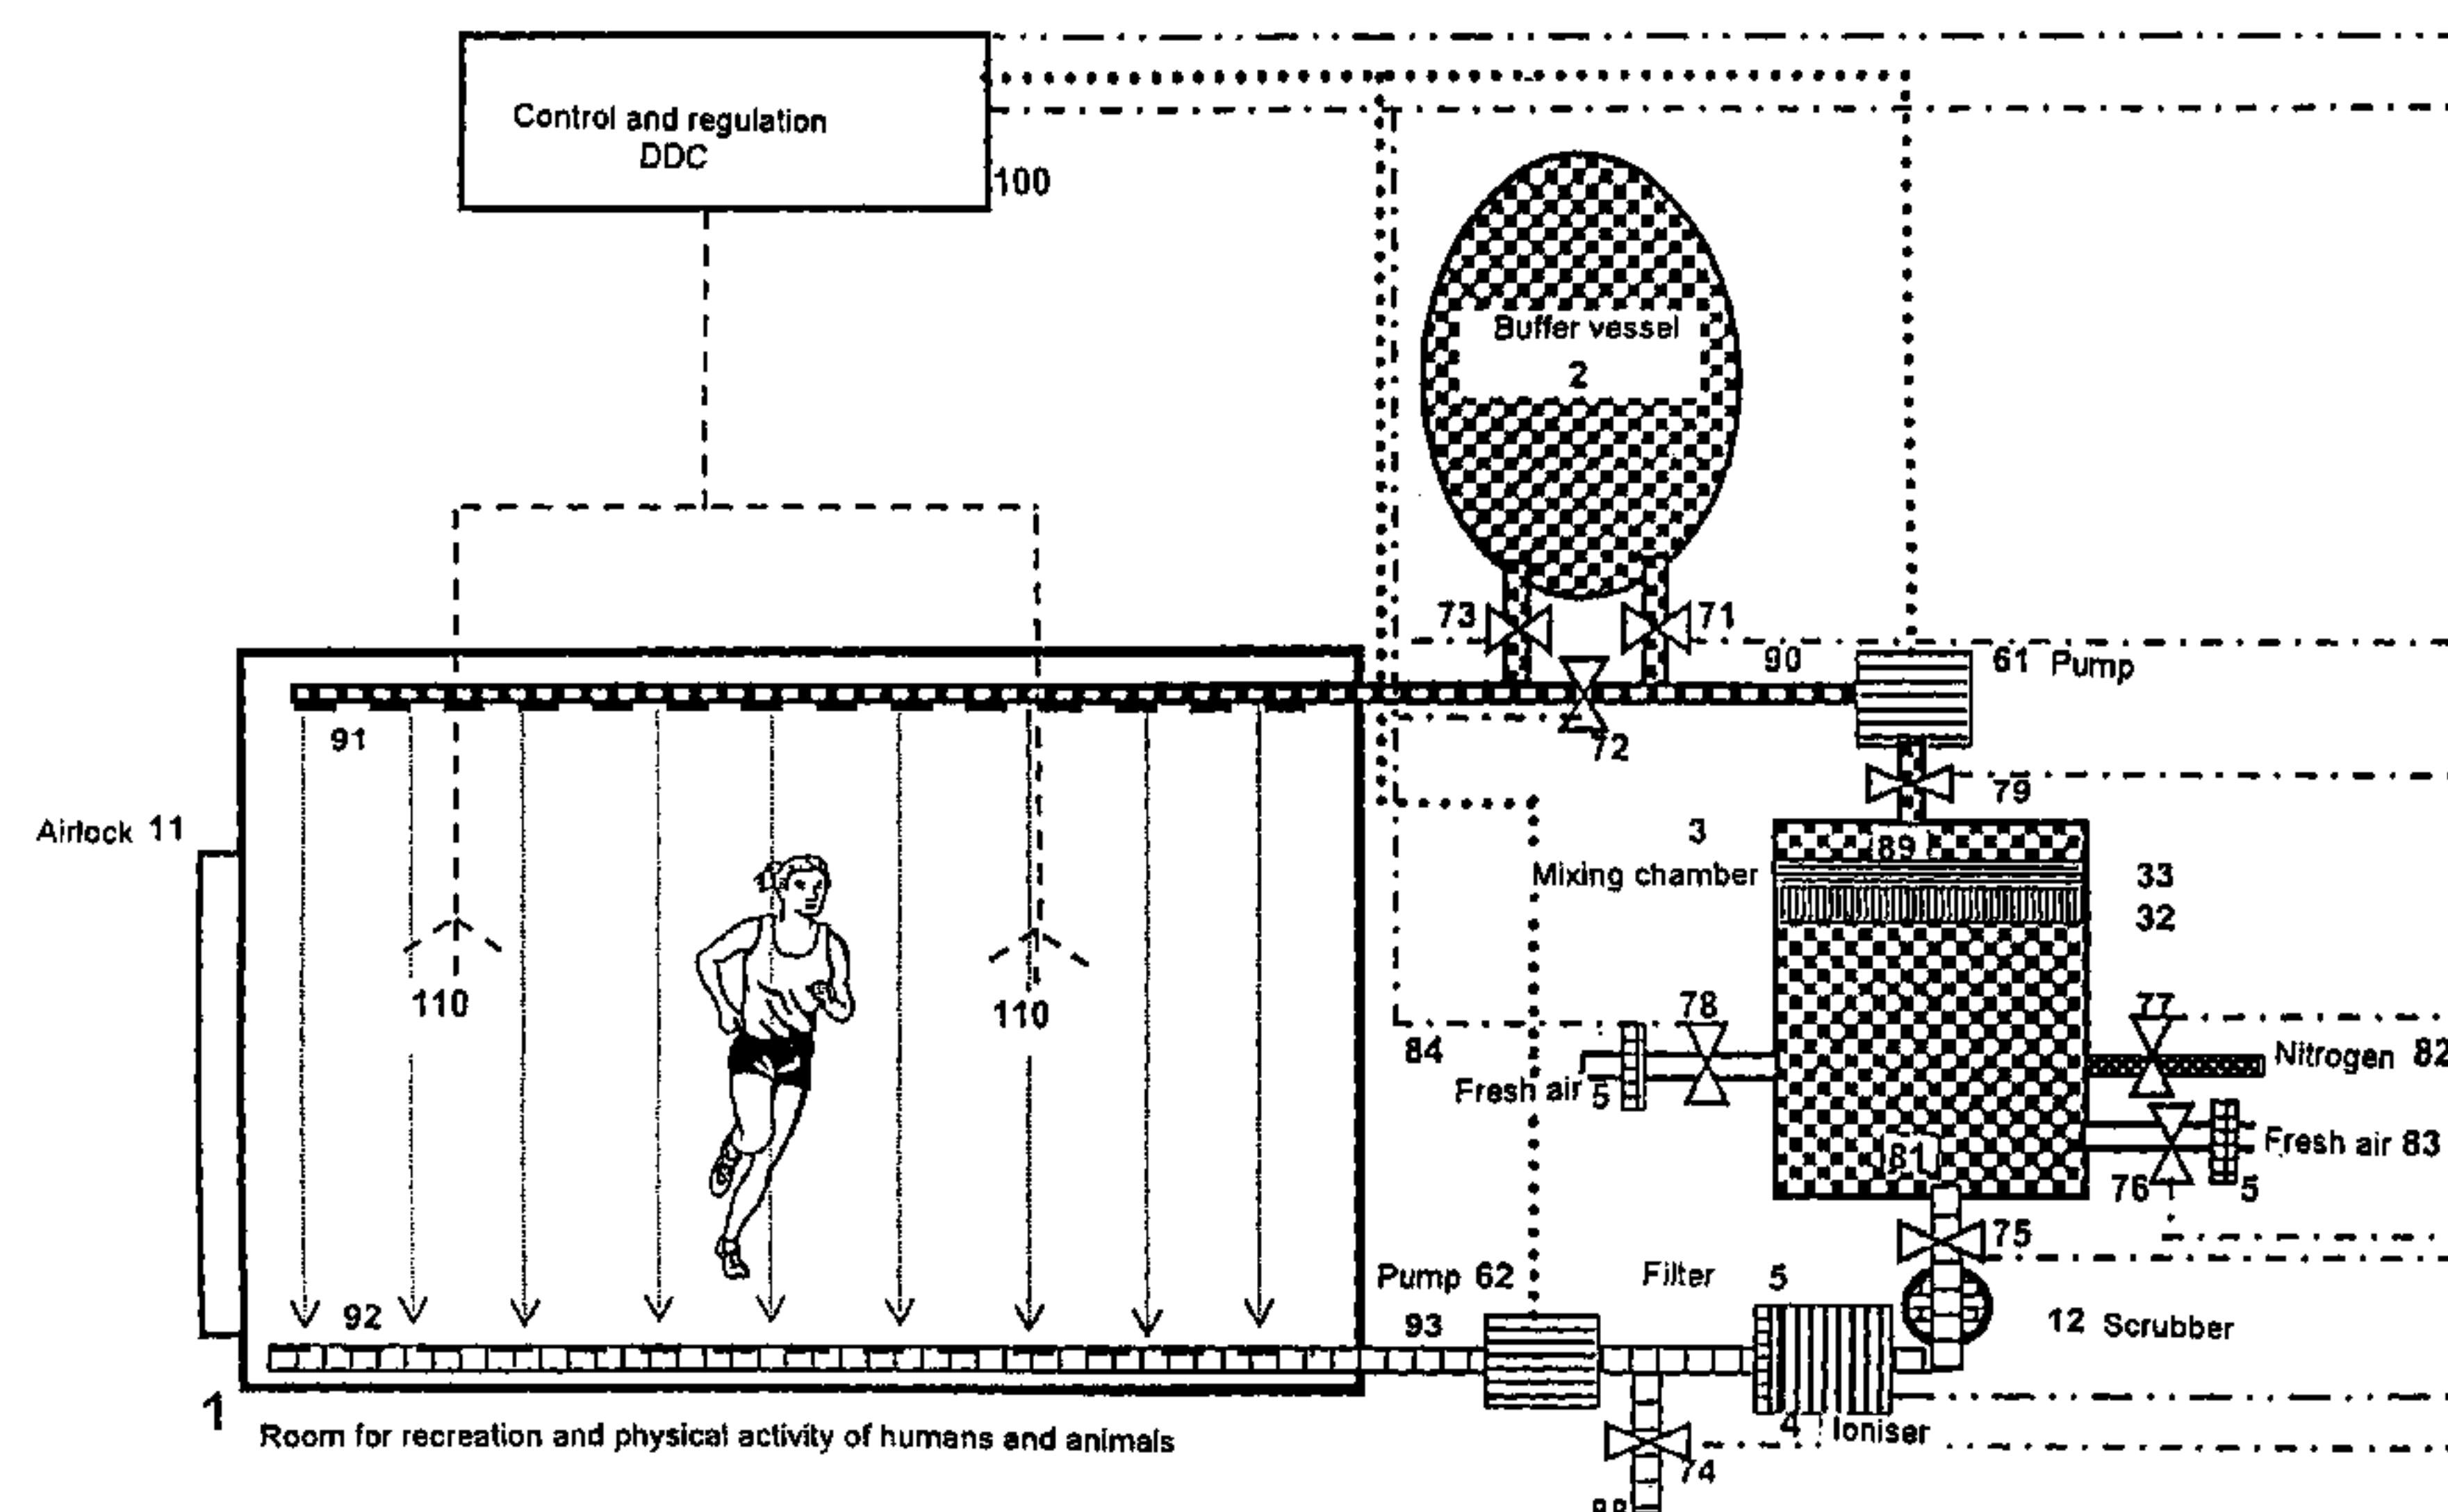 Control and regulation
DDC
100
Buffer vessel
2
73
71
90
61 Pump
72
91
79
Airlock 11
3
89
Mixing chamber
33
32
110
110
78
77
84
Nitrogen 82
Fresh air 5
81
Fresh air 83
76
5
75
Pump 62
Filter 5
92
93
12 Scrubber
1
4 Ioniser
Room for recreation and physical activity of humans and animals
74